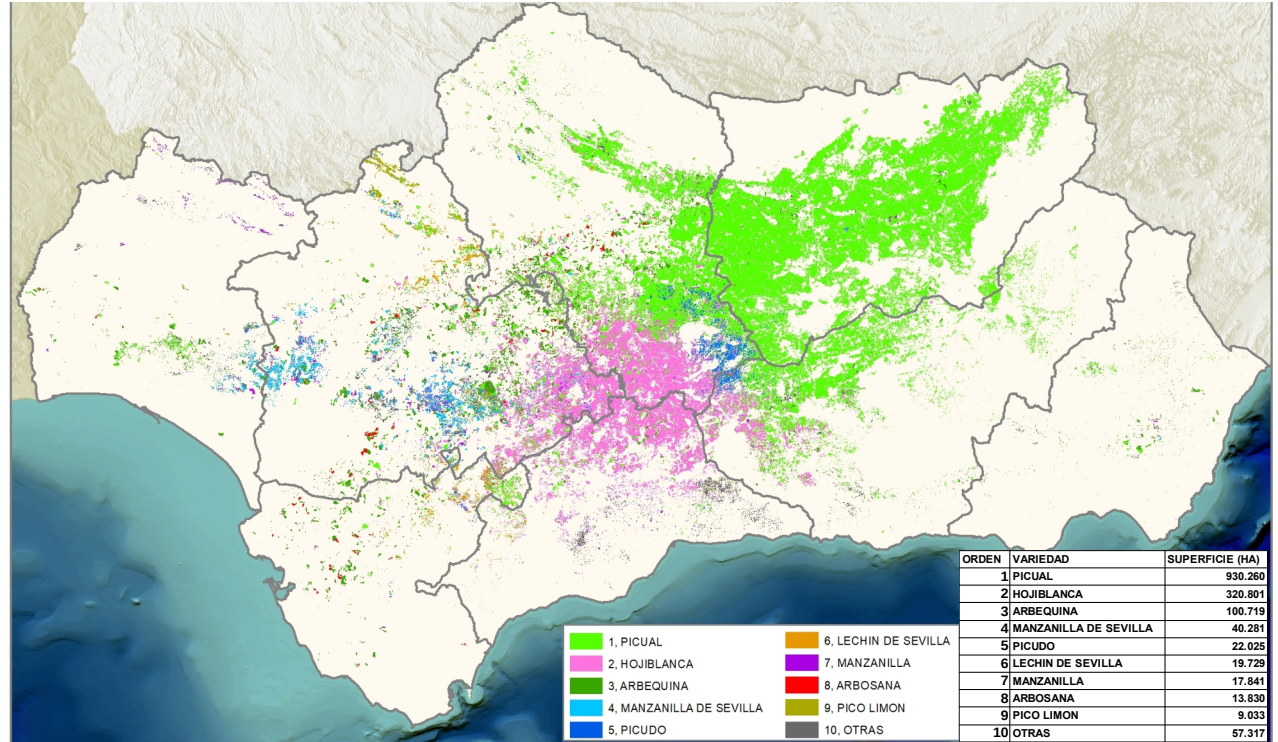 1, PICUAL
2, HOJIBLANCA
3, ARBEQUINA
4, MANZANILLA DE SEVILLA
5, PICUDO
6, LECHIN DE SEVILLA
7, MANZANILLA
8, ARBOSANA
9, PICO LIMON
10, OTRAS
ORDEN VARIEDAD SUPERFICIE (HA)
1 PICUAL 930.260
2 HOJIBLANCA 320.801
3 ARBEQUINA 100.719
4 MANZANILLA DE SEVILLA 40.281
5 PICUDO 22.025
6 LECHIN DE SEVILLA 19.729
7 MANZANILLA 17.841
8 ARBOSANA 13.830
9 PICO LIMON 9.033
10 OTRAS 57.317